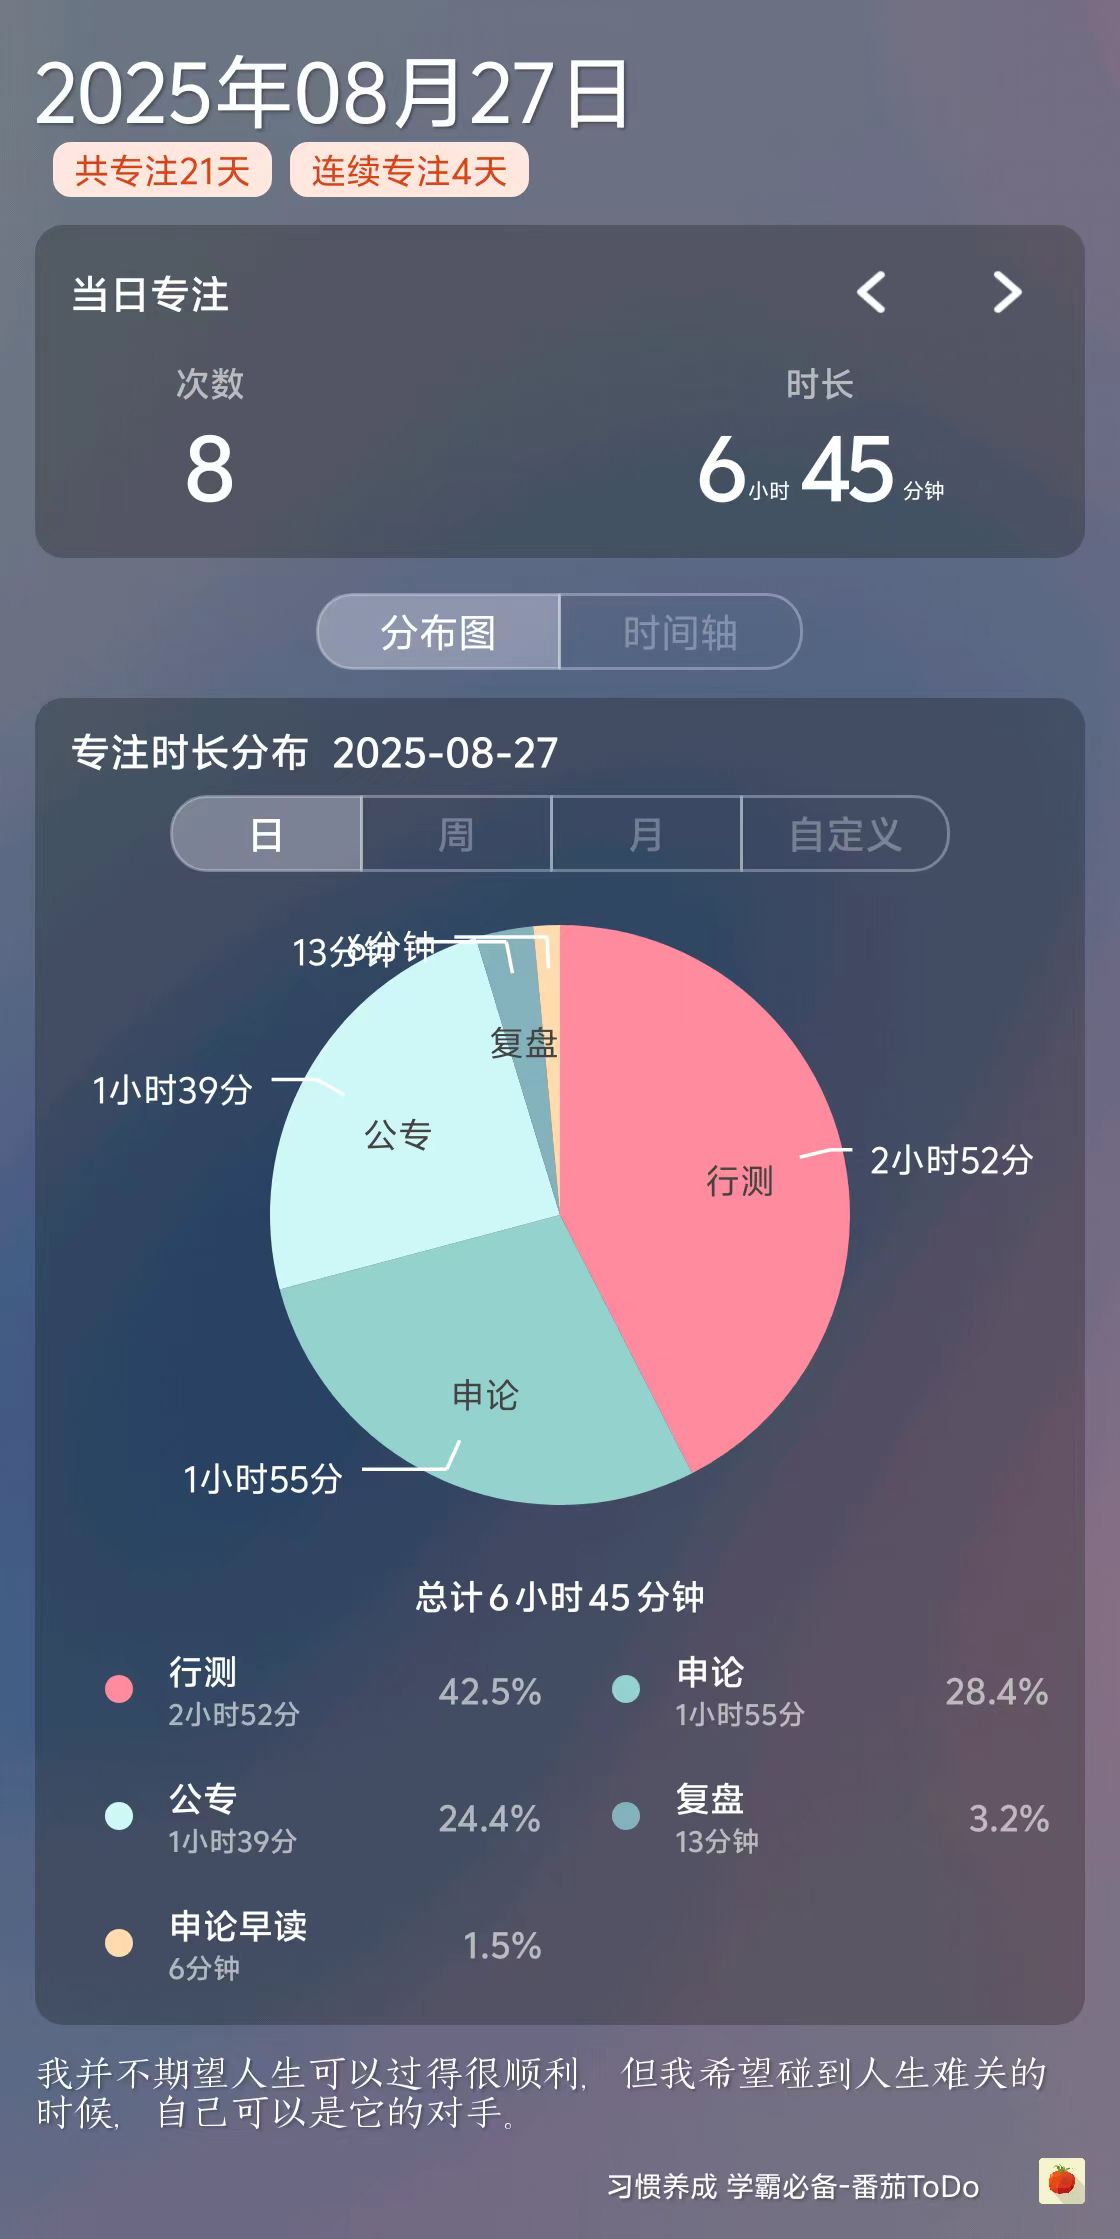 2025年08月27日
共专注21天 连续专注4天
当日专注
次数 时长
8 6小时45分钟
分布图 时间轴
专注时长分布 2025-08-27
日 周 月 自定义
13分钟 6分钟
复盘
1小时39分
公专
2小时52分
行测
申论
1小时55分
总计6小时45分钟
行测 42.5% 申论 28.4%
2小时52分 1小时55分
公专 24.4% 复盘 3.2%
1小时39分 13分钟
申论早读 1.5%
6分钟
我并不期望人生可以过得很顺利，但我希望碰到人生难关的
时候，自己可以是它的对手。
习惯养成 学霸必备-番茄ToDo